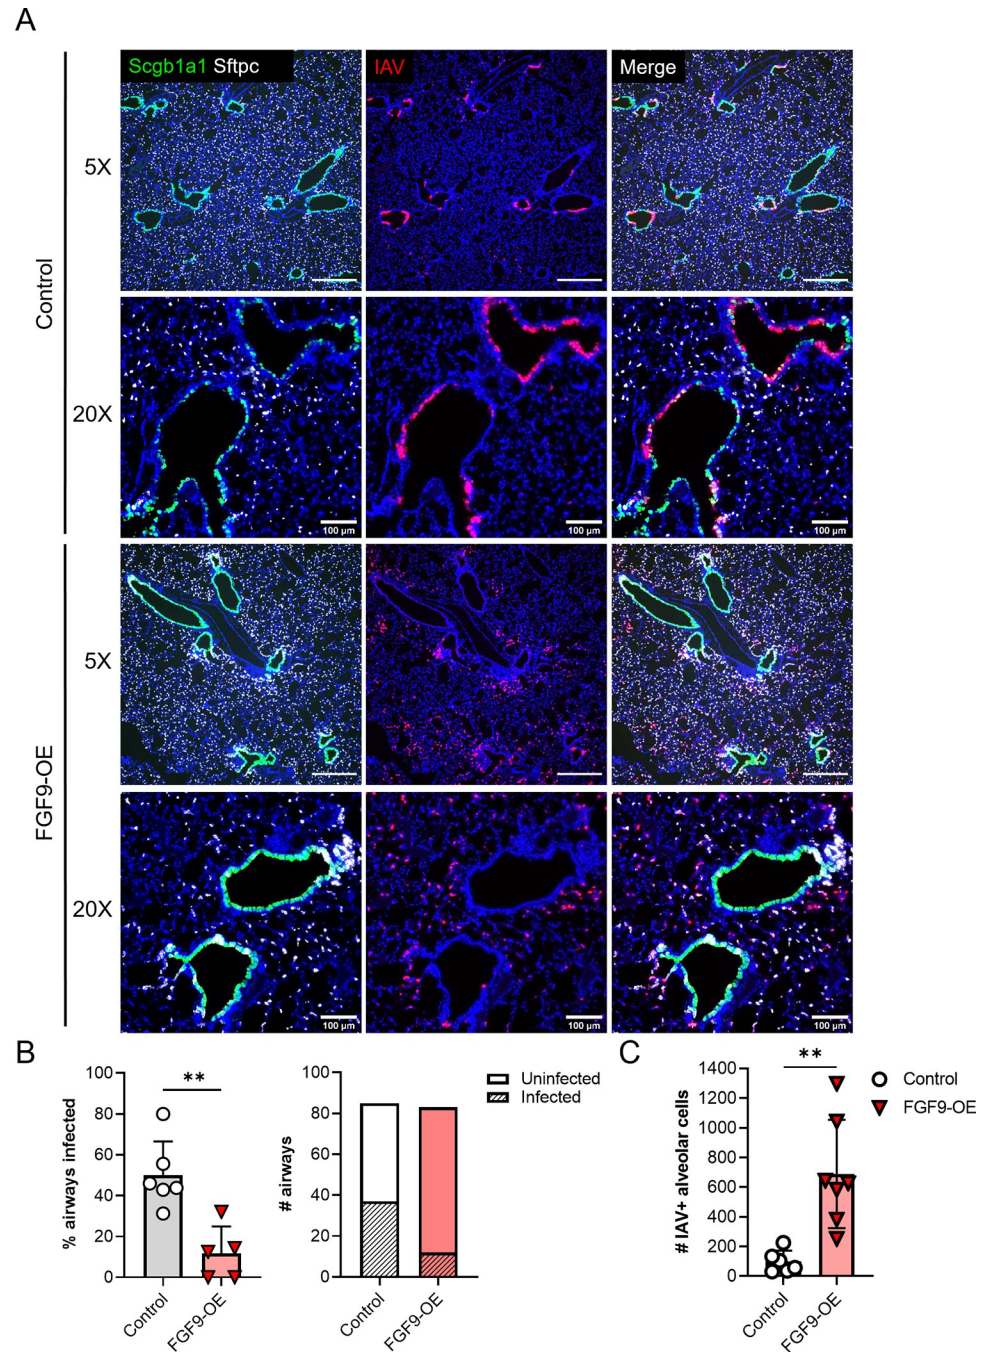 A
Scgb1a1 Sftpc
IAV
Merge
Control
5X
20X
100 µm
100 µm
100 µm
FGF9-OE
5X
20X
100 µm
100 µm
100 µm
B
% airways infected
100
80
60
40
20
0
**
Control
FGF9-OE
# airways
100
80
60
40
20
0
Control
FGF9-OE
Uninfected
Infected
C
# IAV+ alveolar cells
1400
1200
1000
800
600
400
200
0
**
Control
FGF9-OE
Control
FGF9-OE